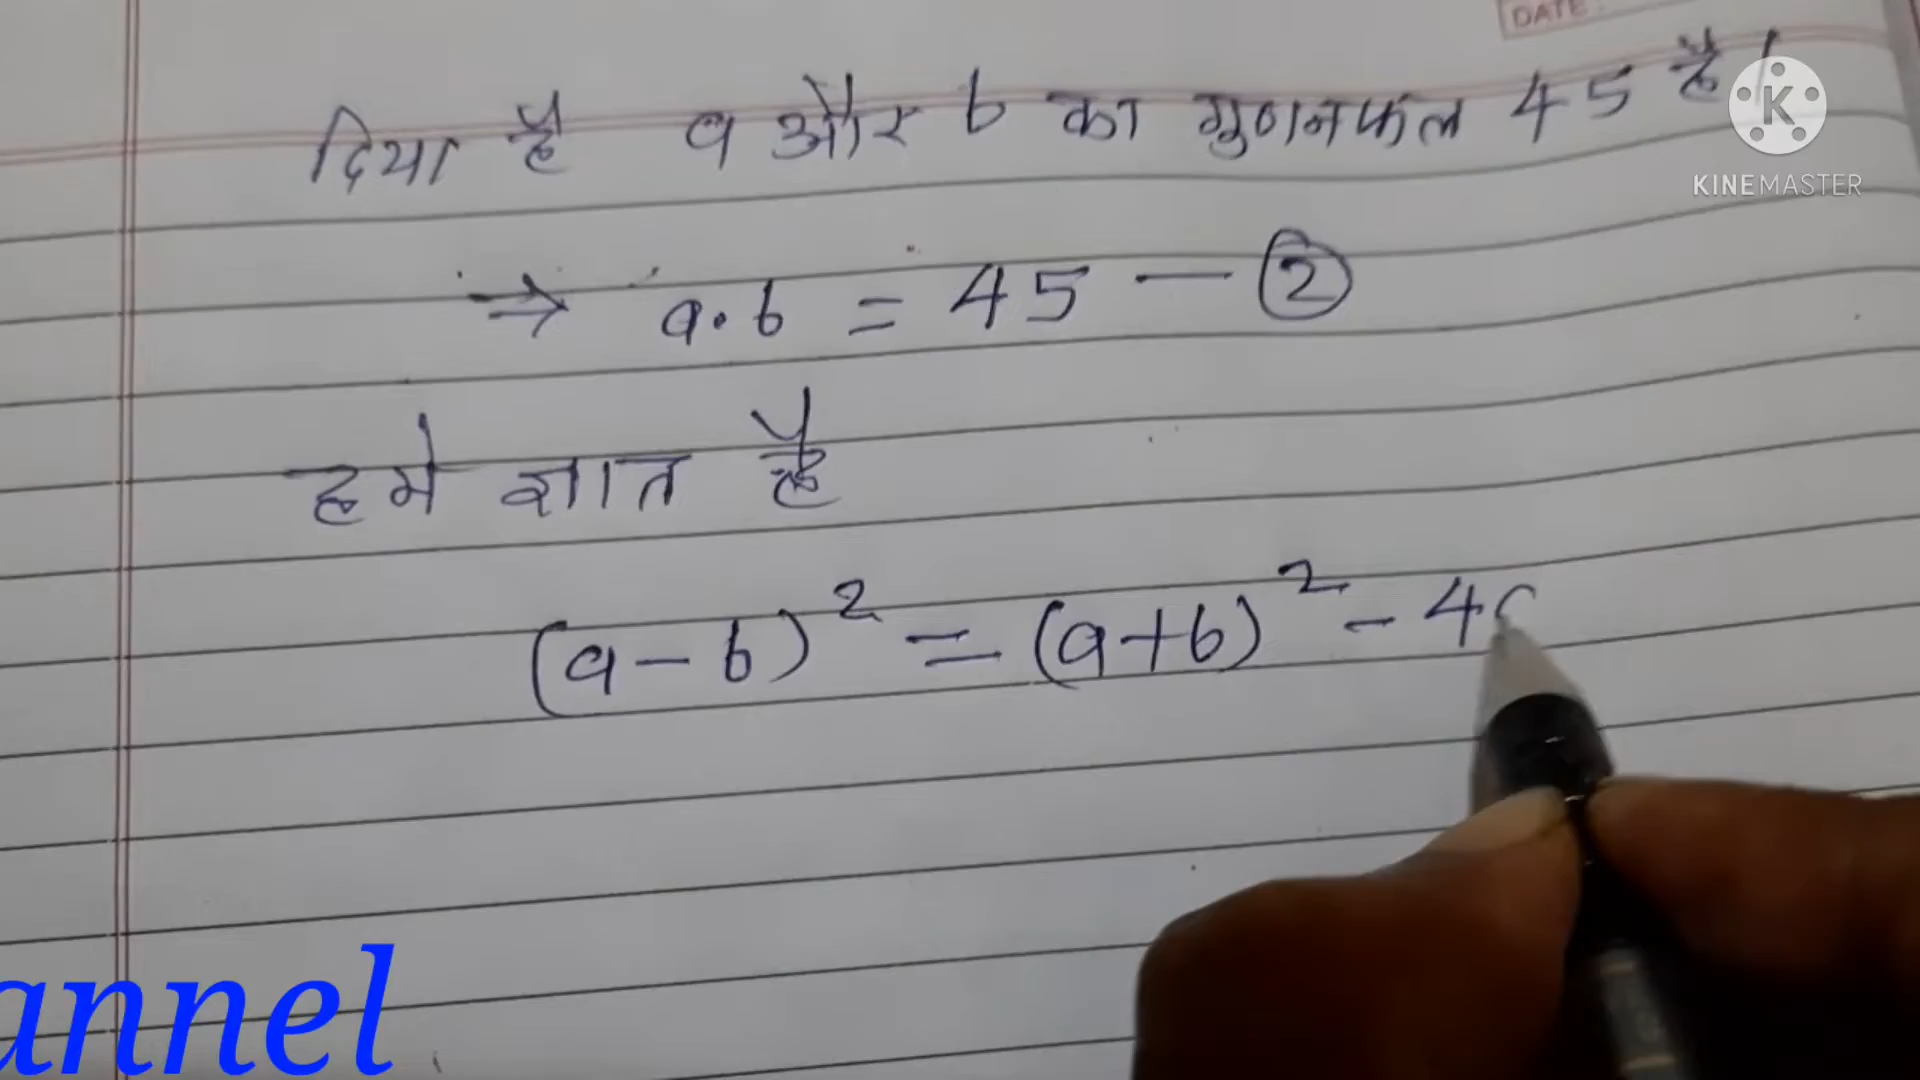 DATE
दिया है a और b का गुणनफल 45 है।
KINEMASTER
→ a.b = 45 — ②
हमे ज्ञात है
(a-b)² = (a+b)² - 4
annel